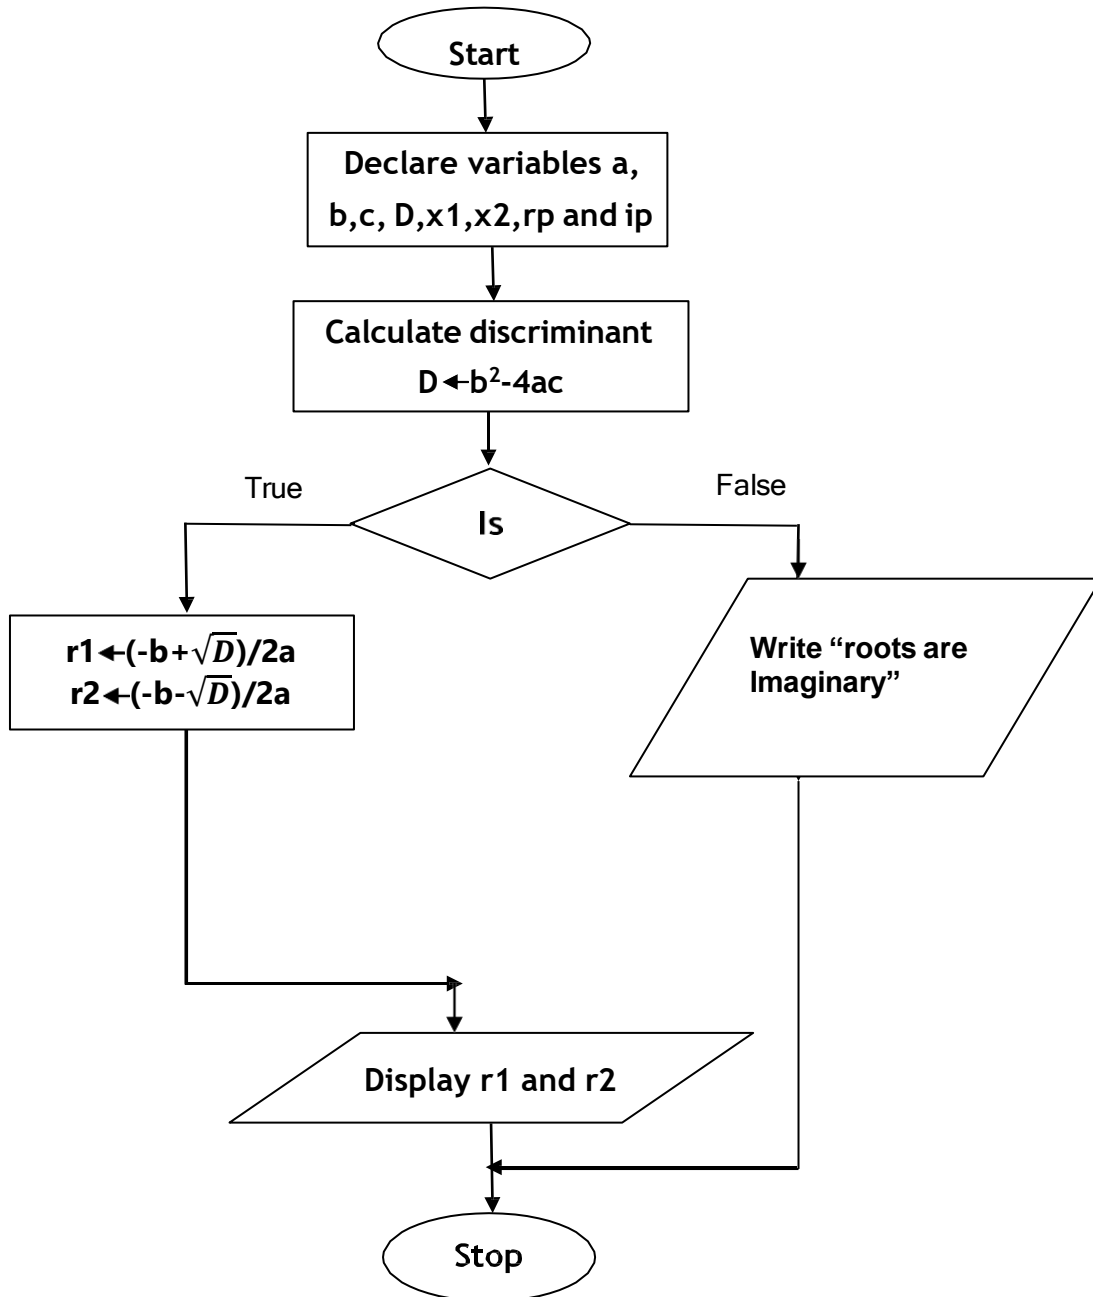 Start
Declare variables a,
b,c, D,x1,x2,rp and ip
Calculate discriminant
D←b²-4ac
True
False
Is
r1←(-b+√D)/2a
r2←(-b-√D)/2a
Write “roots are
Imaginary”
Display r1 and r2
Stop